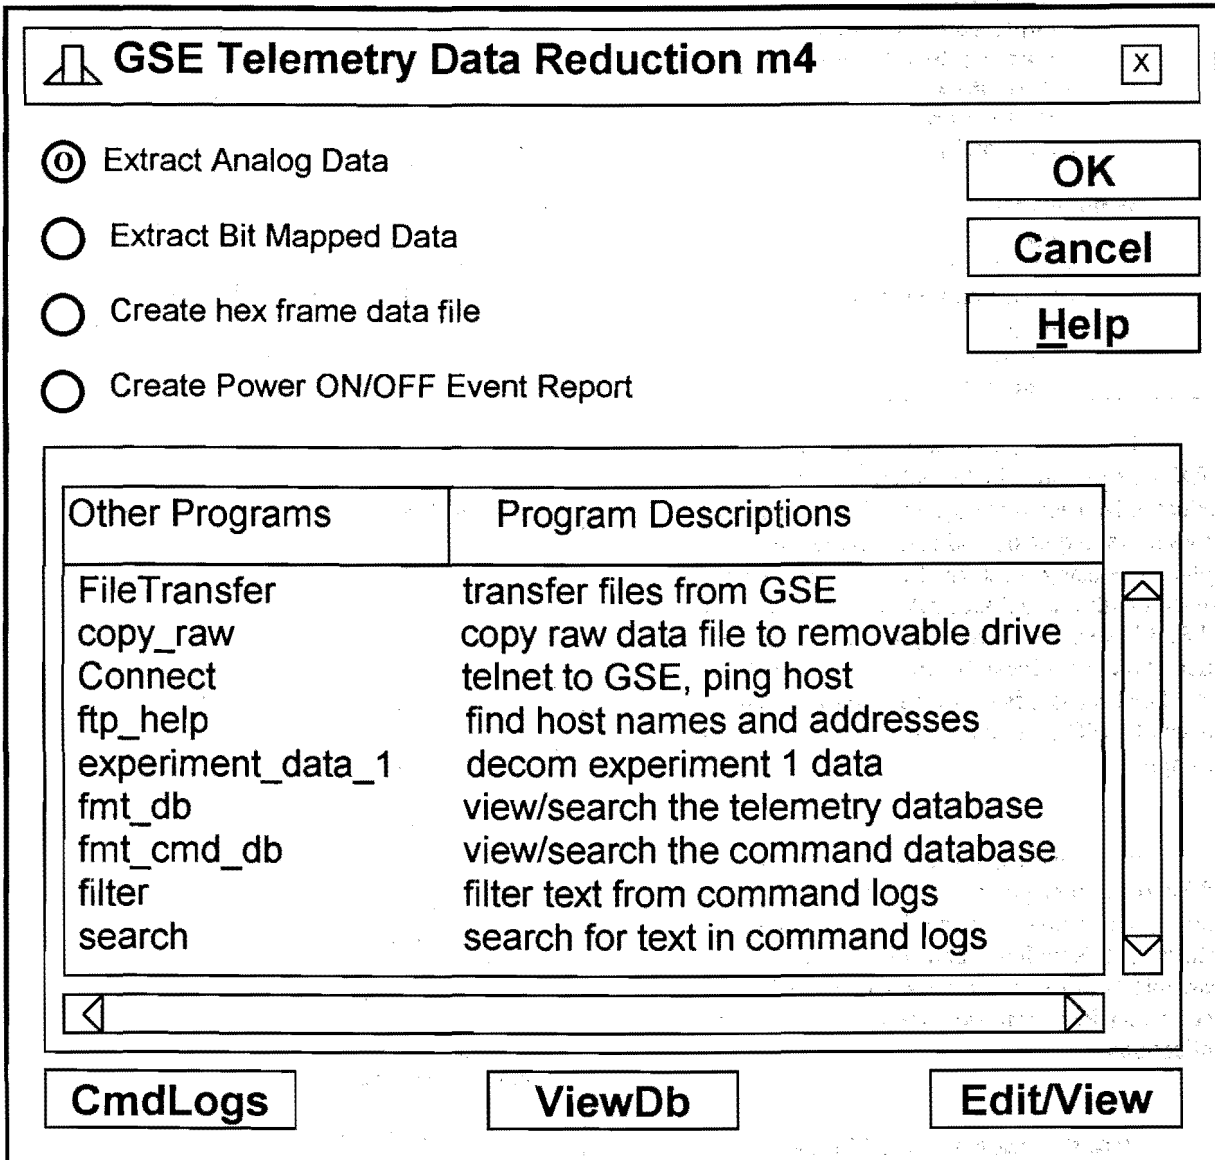 GSE Telemetry Data Reduction m4 X
Extract Analog Data OK
Extract Bit Mapped Data Cancel
Create hex frame data file Help
Create Power ON/OFF Event Report
Other Programs Program Descriptions
FileTransfer transfer files from GSE
copy_raw copy raw data file to removable drive
Connect telnet to GSE, ping host
ftp_help find host names and addresses
experiment_data_1 decom experiment 1 data
fmt_db view/search the telemetry database
fmt_cmd_db view/search the command database
filter filter text from command logs
search search for text in command logs
CmdLogs ViewDb Edit/View